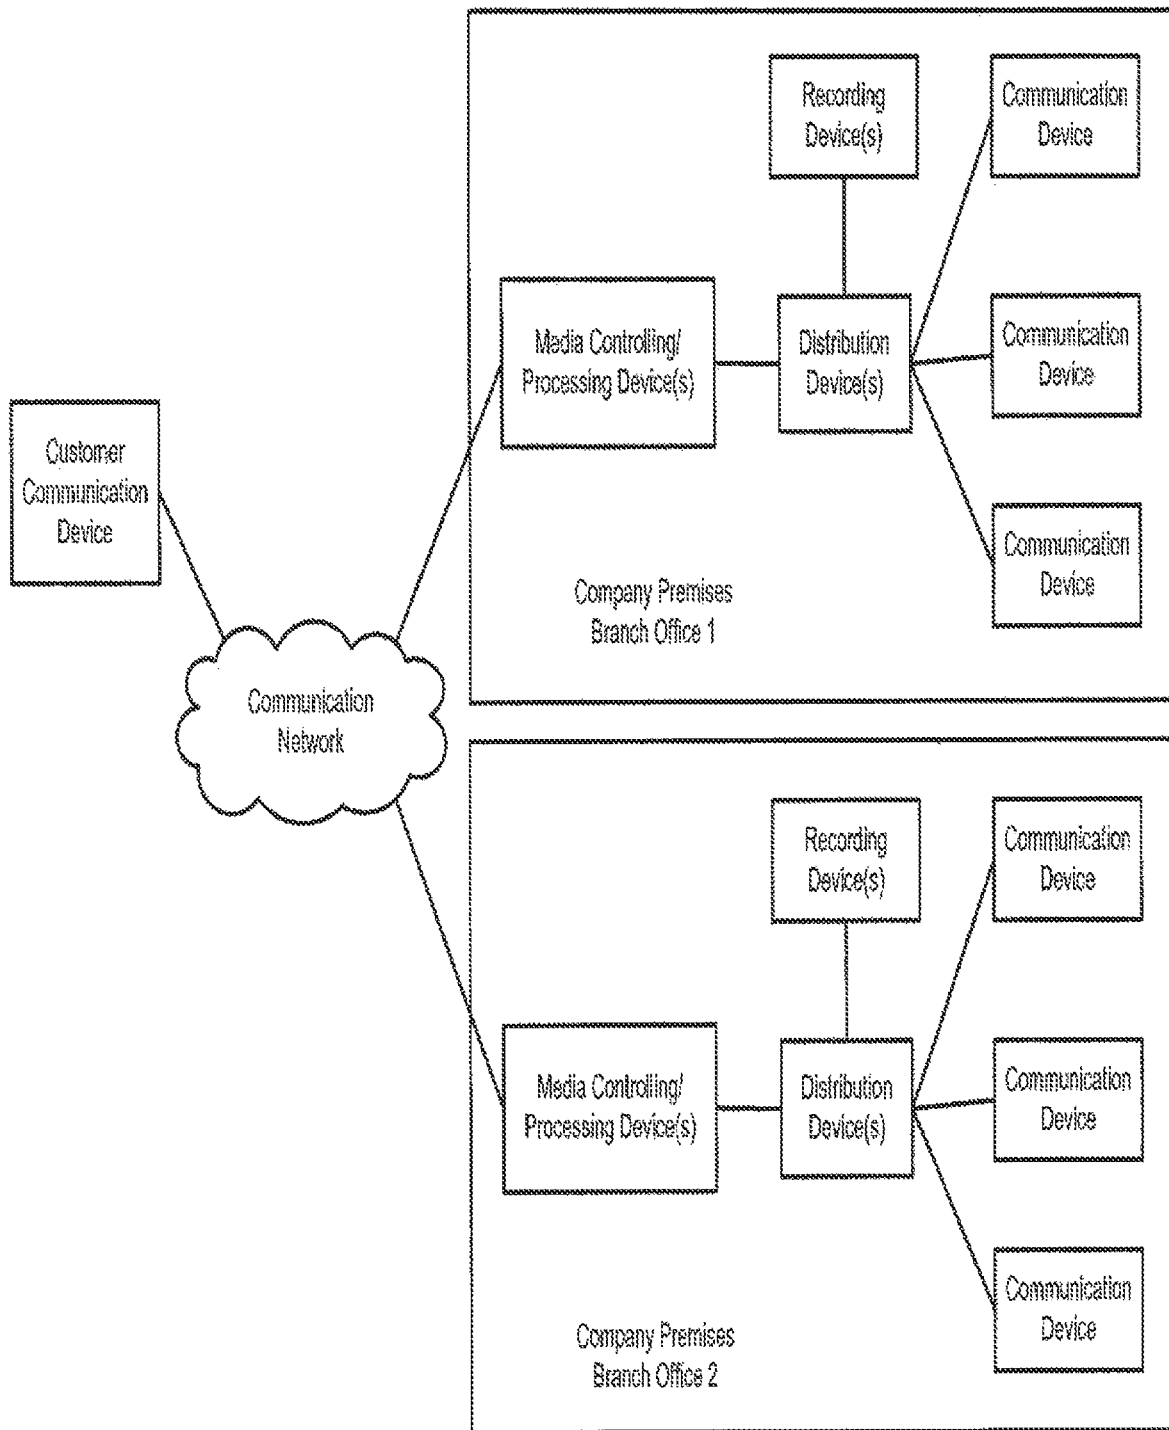 Recording
Device(s)
Communication
Device
Media Controlling/
Processing Device(s)
Distribution
Device(s)
Communication
Device
Customer
Communication
Device
Communication
Device
Company Premises
Branch Office 1
Communication
Network
Recording
Device(s)
Communication
Device
Media Controlling/
Processing Device(s)
Distribution
Device(s)
Communication
Device
Communication
Device
Company Premises
Branch Office 2